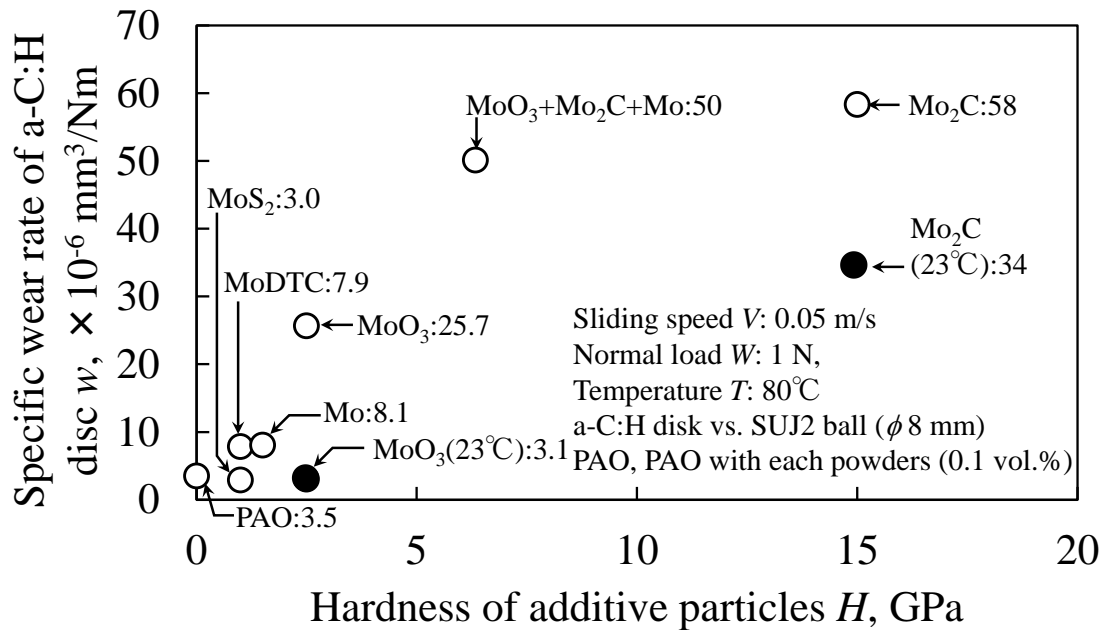 Specific wear rate of a-C:H
disc w, × 10⁻⁶ mm³/Nm
70
60
50
40
30
20
10
0
MoO₃+Mo₂C+Mo:50
Mo₂C:58
MoS₂:3.0
Mo₂C
(23℃):34
MoDTC:7.9
MoO₃:25.7
Mo:8.1
MoO₃(23℃):3.1
PAO:3.5
Sliding speed V: 0.05 m/s
Normal load W: 1 N,
Temperature T: 80℃
a-C:H disk vs. SUJ2 ball (ϕ 8 mm)
PAO, PAO with each powders (0.1 vol.%)
0 5 10 15 20
Hardness of additive particles H, GPa